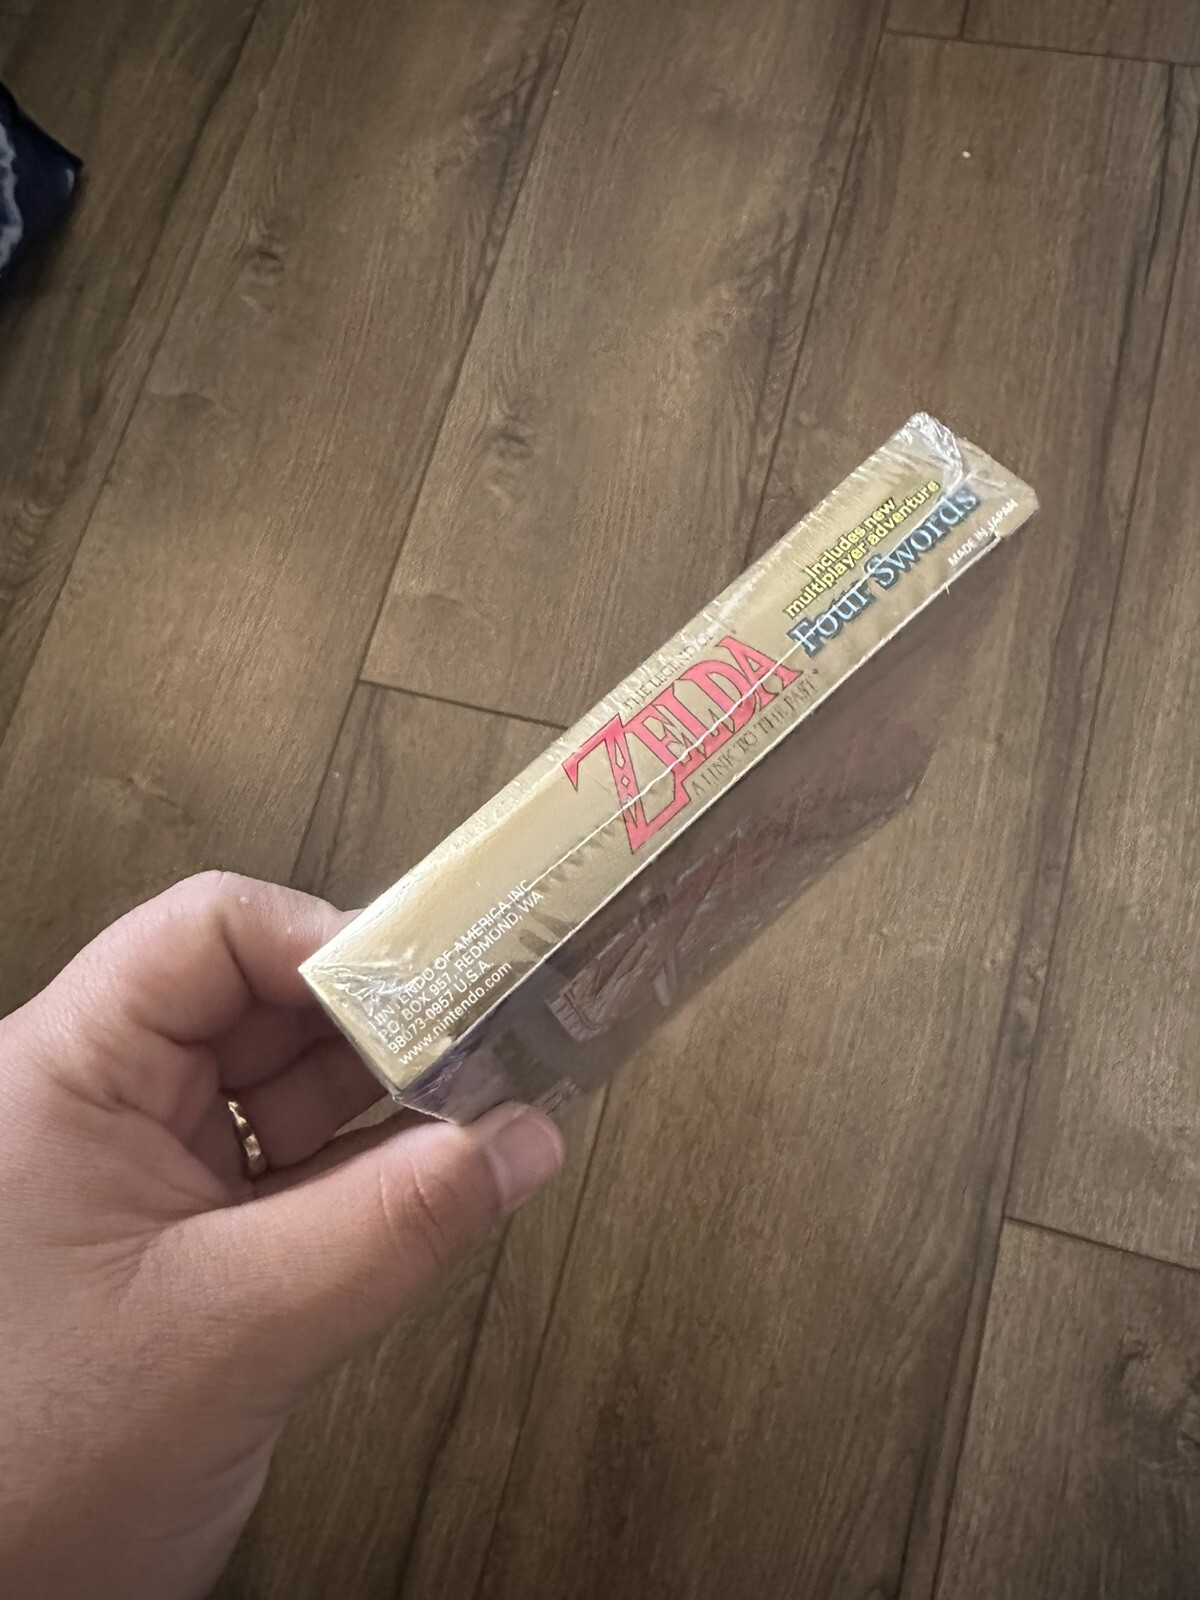 Includes new
multiplayer adventure
Four Swords
MADE IN JAPAN
THE LEGEND OF
ZELDA
A LINK TO THE PAST
NINTENDO OF AMERICA INC.
P.O. BOX 957, REDMOND, WA
98073-0957 U.S.A.
www.nintendo.com